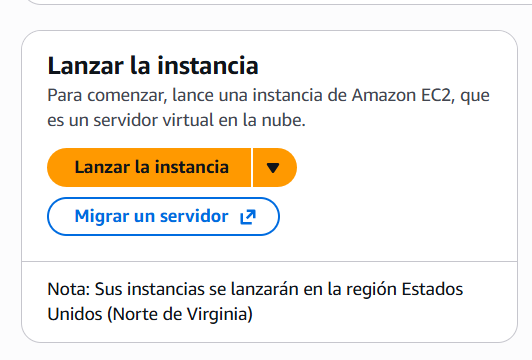 Lanzar la instancia
Para comenzar, lance una instancia de Amazon EC2, que
es un servidor virtual en la nube.
Lanzar la instancia
Migrar un servidor
Nota: Sus instancias se lanzarán en la región Estados
Unidos (Norte de Virginia)